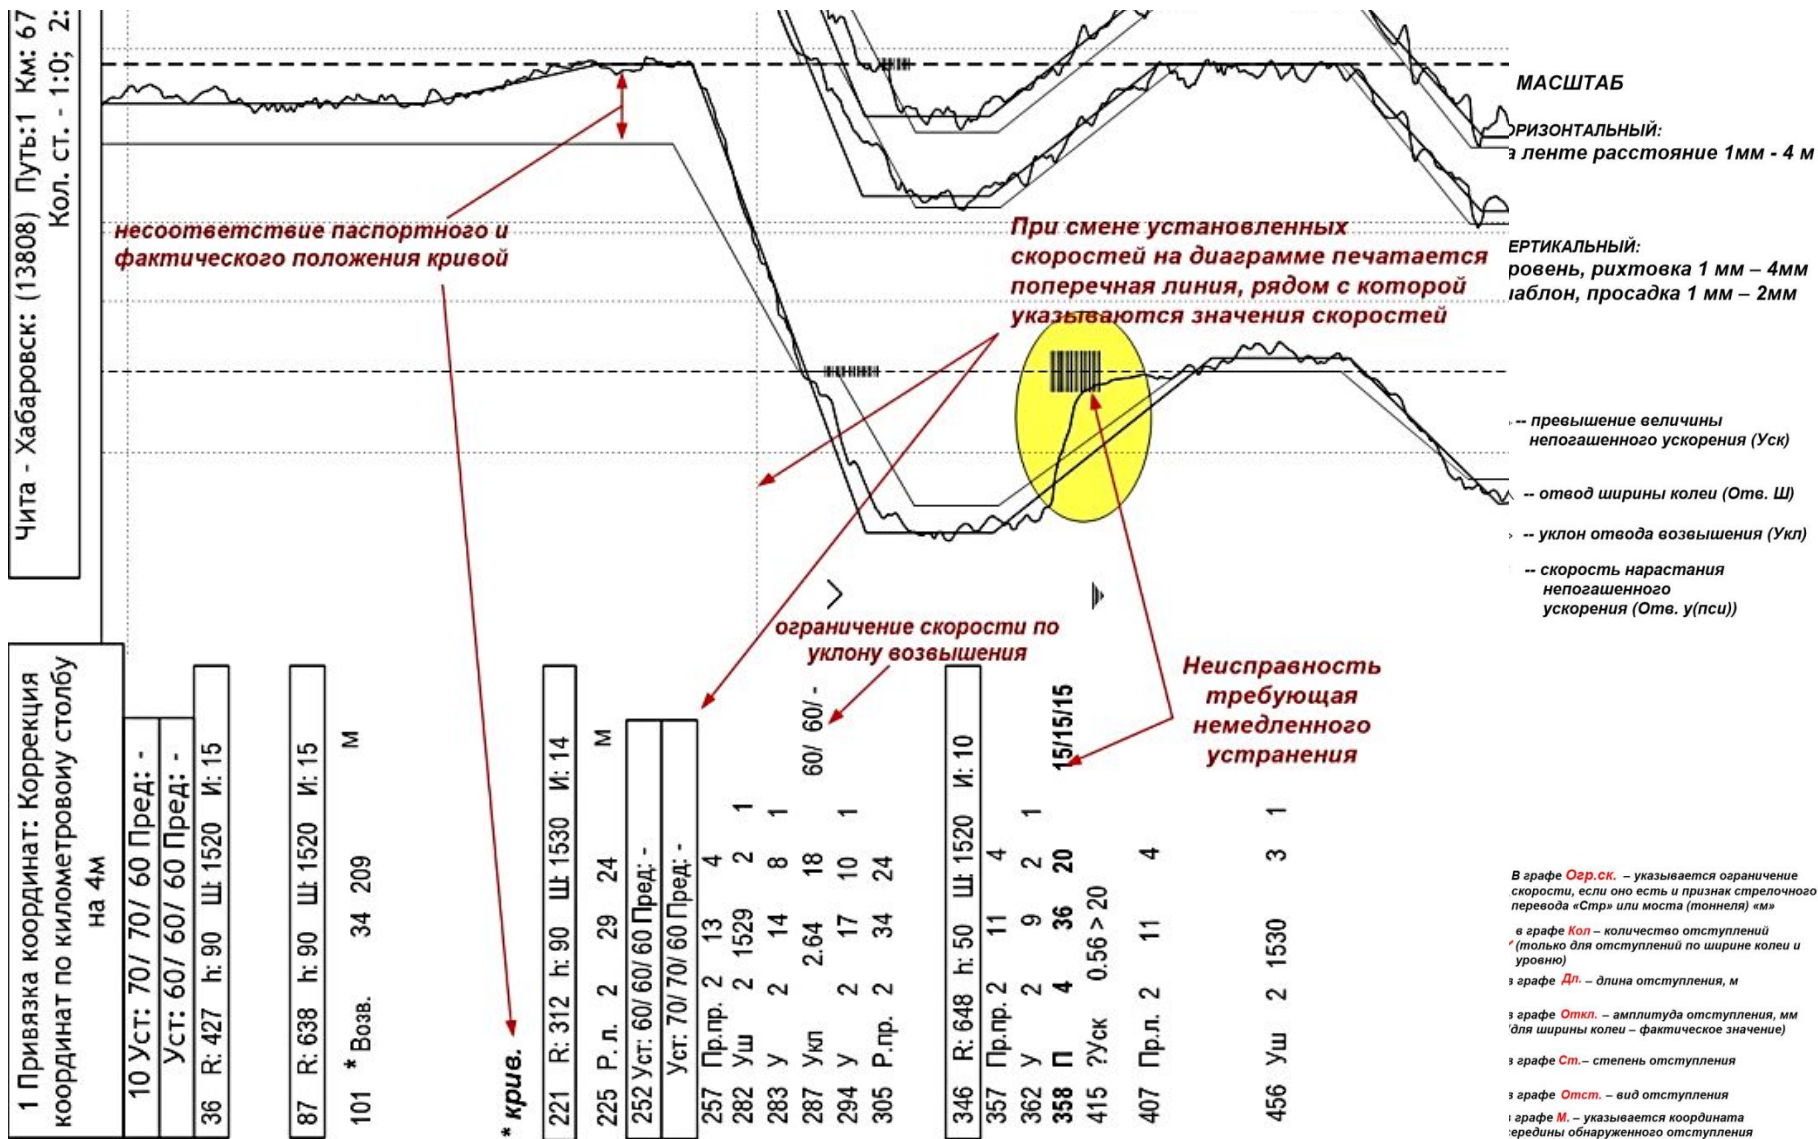 Чита - Хабаровск: (13808) Путь:1 Км: 67
Кол. ст. - 1:0; 2:
несоответствие паспортного и
фактического положения кривой
При смене установленных
скоростей на диаграмме печатается
поперечная линия, рядом с которой
указываются значения скоростей
ограничение скорости по
уклону возвышения
Неисправность
требующая
немедленного
устранения
1 Привязка координат: Коррекция
координат по километровоиу столбу
на 4м
10 Уст: 70/ 70/ 60 Пред: -
Уст: 60/ 60/ 60 Пред: -
36 R: 427 h: 90 Ш: 1520 И: 15
87 R: 638 h: 90 Ш: 1520 И: 15
101 * Возв. 34 209 М
* крив.
221 R: 312 h: 90 Ш: 1530 И: 14
225 Р. л. 2 29 24 М
252 Уст: 60/ 60/ 60 Пред: -
Уст: 70/ 70/ 60 Пред: -
257 Пр.пр. 2 13 4
282 Уш 2 1529 2 1
283 У 2 14 8 1
287 Укл 2.64 18 60/ 60/ -
294 У 2 17 10 1
305 Р.пр. 2 34 24
346 R: 648 h: 50 Ш: 1520 И: 10
357 Пр.пр. 2 11 4
362 У 2 9 2 1
358 П 4 36 20 15/15/15
415 ?Уск 0.56 > 20
407 Пр.л. 2 11 4
456 Уш 2 1530 3 1
МАСШТАБ
ОРИЗОНТАЛЬНЫЙ:
а ленте расстояние 1мм - 4 м
ЕРТИКАЛЬНЫЙ:
ровень, рихтовка 1 мм – 4мм
аблон, просадка 1 мм – 2мм
-- превышение величины
непогашенного ускорения (Уск)
-- отвод ширины колеи (Отв. Ш)
-- уклон отвода возвышения (Укл)
-- скорость нарастания
непогашенного
ускорения (Отв. у(пси))
В графе Огр.ск. – указывается ограничение
скорости, если оно есть и признак стрелочного
перевода «Стр» или моста (тоннеля) «м»
в графе Кол – количество отступлений
(только для отступлений по ширине колеи и
уровню)
в графе Дл. – длина отступления, м
в графе Откл. – амплитуда отступления, мм
(для ширины колеи – фактическое значение)
в графе Ст.– степень отступления
в графе Отст. – вид отступления
в графе М. – указывается координата
середины обнаруженного отступления